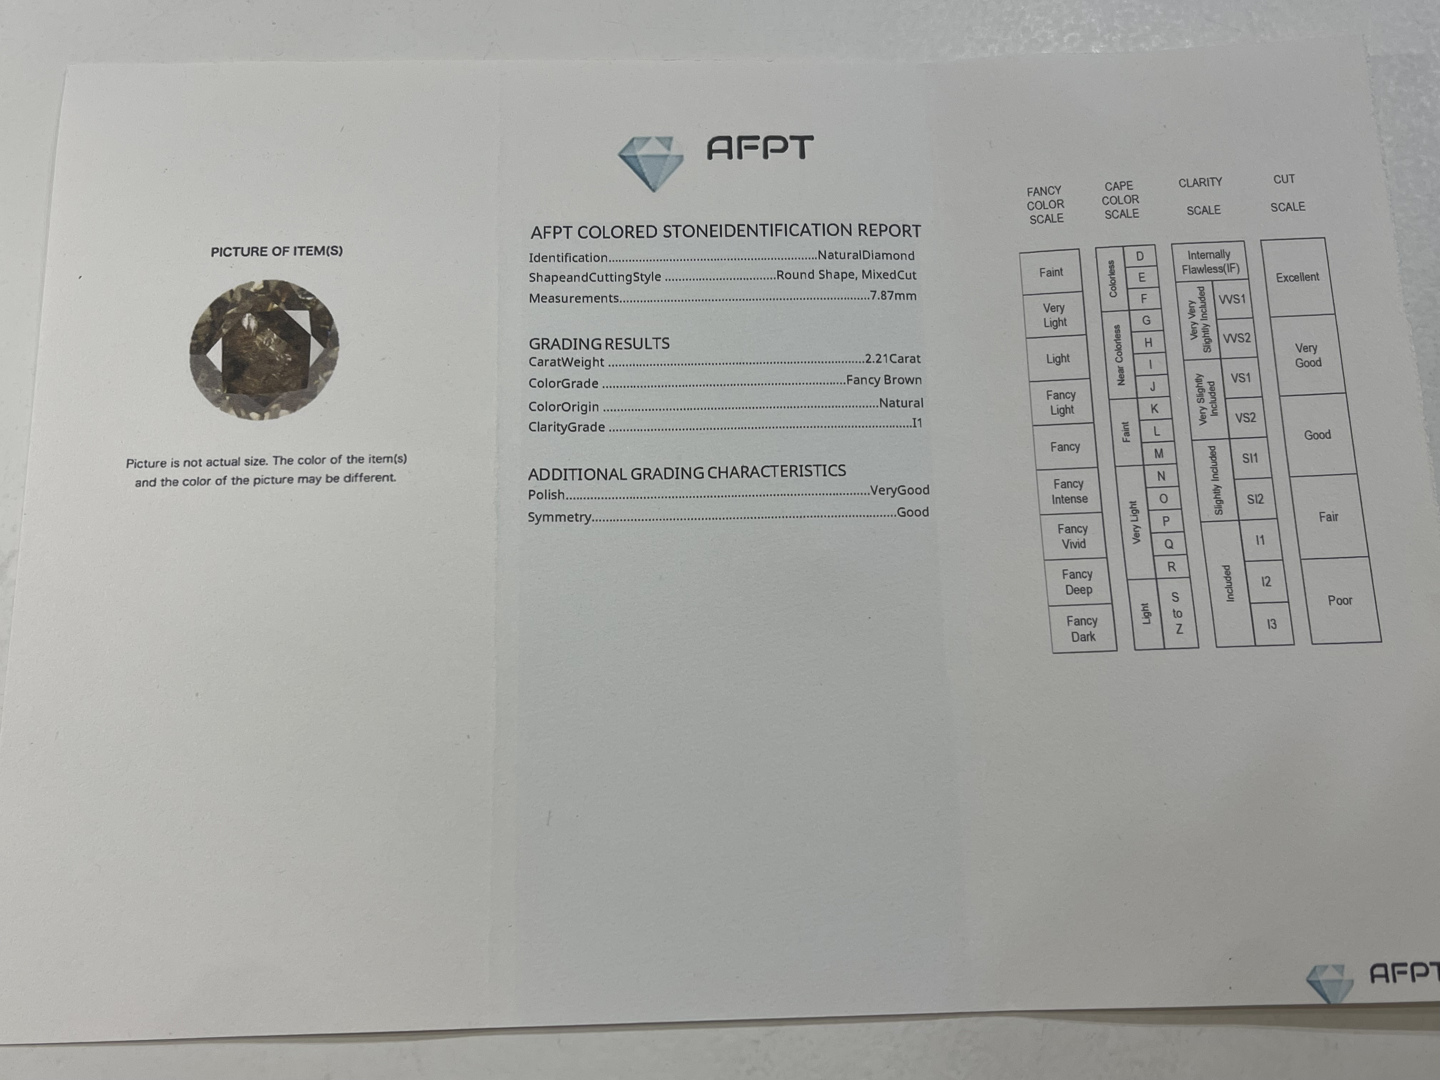 PICTURE OF ITEM(S)
Picture is not actual size. The color of the item(s)
and the color of the picture may be different.
AFPT
AFPT COLORED STONEIDENTIFICATION REPORT
Identification.....................................................NaturalDiamond
ShapeandCuttingStyle ............................Round Shape, MixedCut
Measurements................................................................7.87mm
GRADING RESULTS
CaratWeight .................................................................2.21Carat
ColorGrade ..............................................................Fancy Brown
ColorOrigin .......................................................................Natural
ClarityGrade .............................................................................I1
ADDITIONAL GRADING CHARACTERISTICS
Polish.............................................................................VeryGood
Symmetry..............................................................................Good
FANCY
COLOR
SCALE
Faint
Very
Light
Light
Fancy
Light
Fancy
Fancy
Intense
Fancy
Vivid
Fancy
Deep
Fancy
Dark
CAPE
COLOR
SCALE
Colorless
D
E
F
Near Colorless
G
H
I
J
Faint
K
L
M
Very Light
N
O
P
Q
R
Light
S
to
Z
CLARITY
SCALE
Internally
Flawless(IF)
Very Very
Slightly Included
VVS1
VVS2
Very Slightly
Included
VS1
VS2
Slightly Included
SI1
SI2
Included
I1
I2
I3
CUT
SCALE
Excellent
Very
Good
Good
Fair
Poor
AFPT